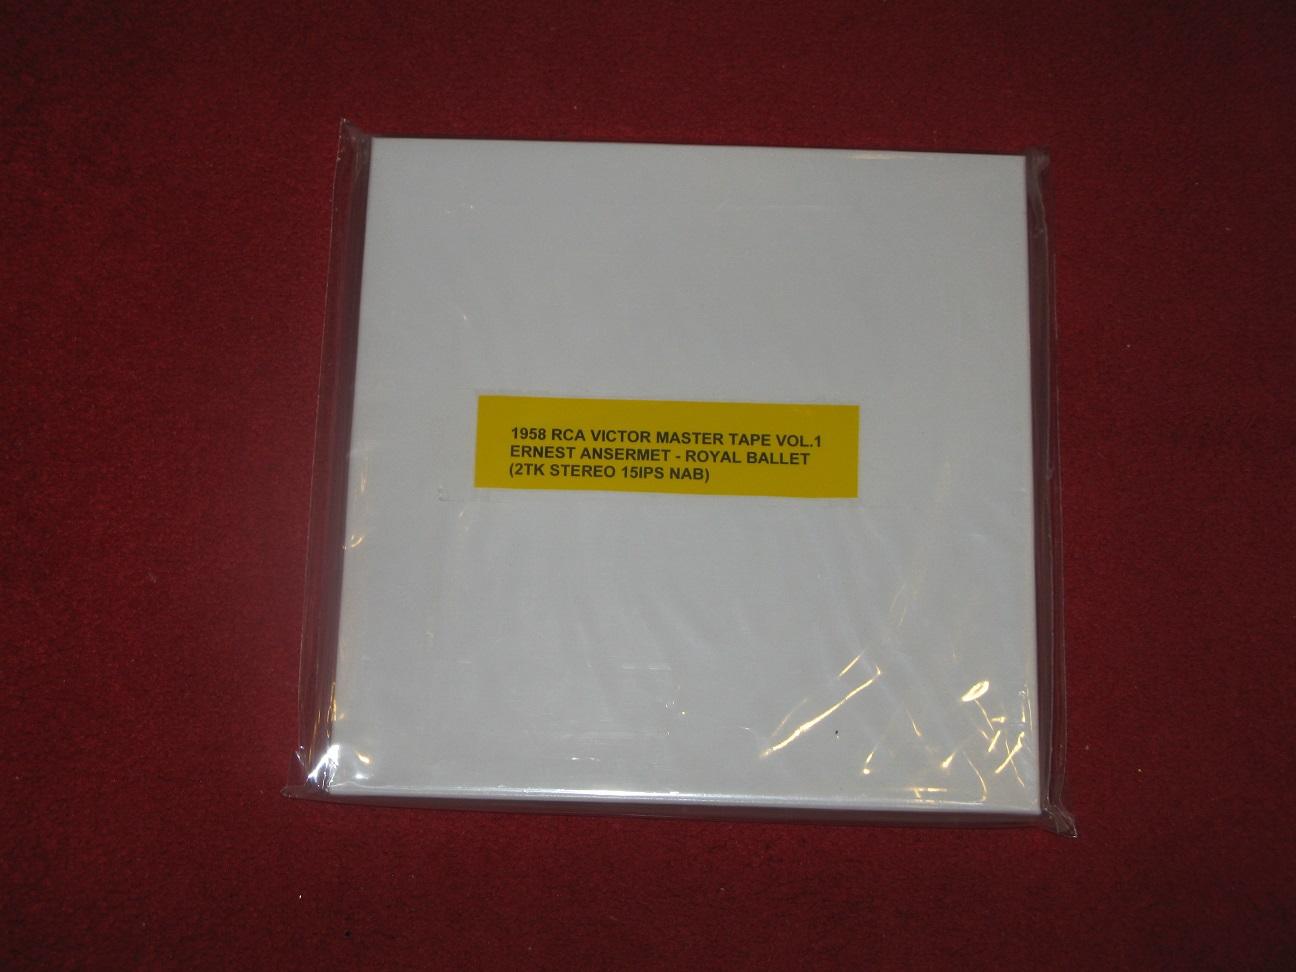 1958 RCA VICTOR MASTER TAPE VOL.1
ERNEST ANSERMET - ROYAL BALLET
(2TK STEREO 15IPS NAB)